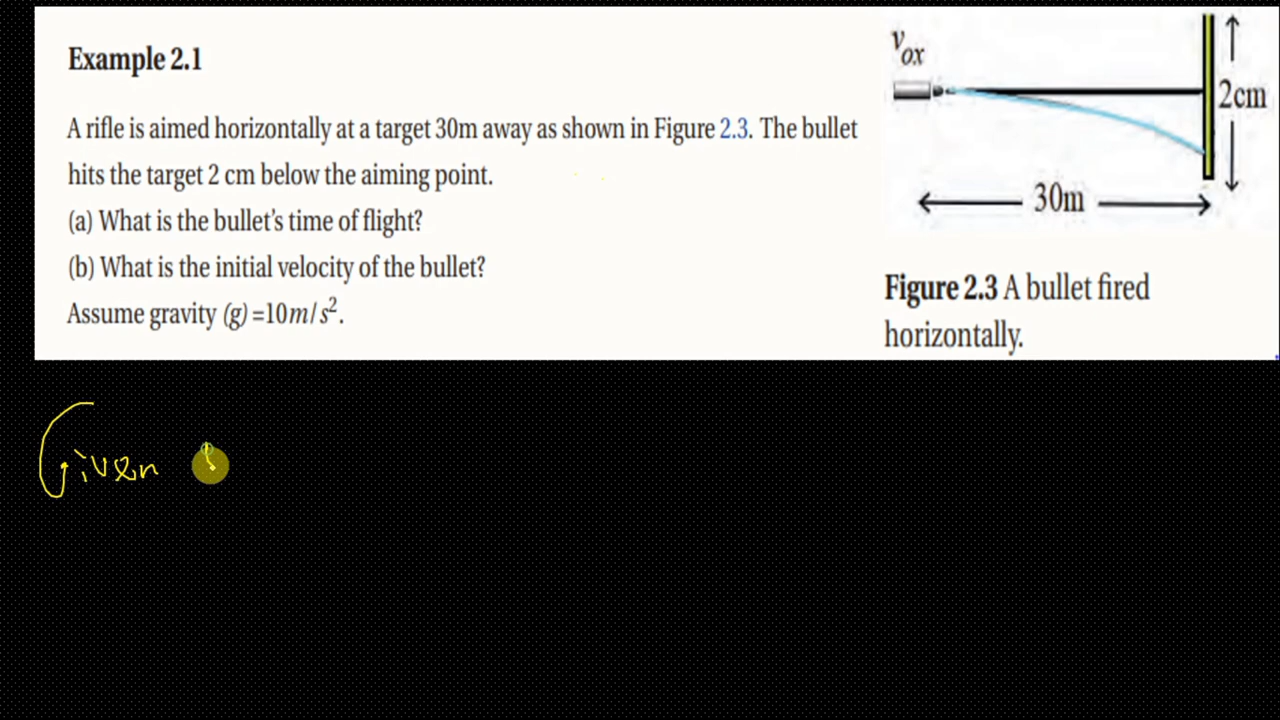 Example 2.1
A rifle is aimed horizontally at a target 30m away as shown in Figure 2.3. The bullet
hits the target 2 cm below the aiming point.
(a) What is the bullet's time of flight?
(b) What is the initial velocity of the bullet?
Assume gravity (g) =10m/s².
vox
2cm
30m
Figure 2.3 A bullet fired
horizontally.
Given